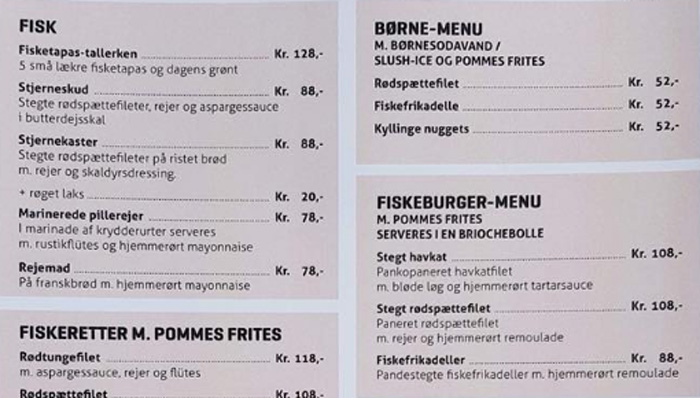 FISK
Fisketapas-tallerken Kr. 128,-
5 små lækre fisketapas og dagens grønt
Stjerneskud Kr. 88,-
Stegte rødspættefileter, rejer og aspargessauce
i butterdejsskal
Stjernekaster Kr. 88,-
Stegte rødspættefileter på ristet brød
m. rejer og skaldyrsdressing.
+ røget laks Kr. 20,-
Marinerede pillerejer Kr. 78,-
I marinade af krydderurter serveres
m. rustikflûtes og hjemmerørt mayonnaise
Rejemad Kr. 78,-
På franskbrød m. hjemmerørt mayonnaise
FISKERETTER M. POMMES FRITES
Rødtungefilet Kr. 118,-
m. aspargessauce, rejer og flûtes
Rødspættefilet Kr. 108,-
BØRNE-MENU
M. BØRNESODAVAND /
SLUSH-ICE OG POMMES FRITES
Rødspættefilet Kr. 52,-
Fiskefrikadelle Kr. 52,-
Kyllinge nuggets Kr. 52,-
FISKEBURGER-MENU
M. POMMES FRITES
SERVERES I EN BRIOCHEBOLLE
Stegt havkat Kr. 108,-
Pankopaneret havkatfilet
m. bløde løg og hjemmerørt tartarsauce
Stegt rødspættefilet Kr. 108,-
Paneret rødspættefilet
m. rejer og hjemmerørt remoulade
Fiskefrikadeller Kr. 88,-
Pandestegte fiskefrikadeller m. hjemmerørt remoulade